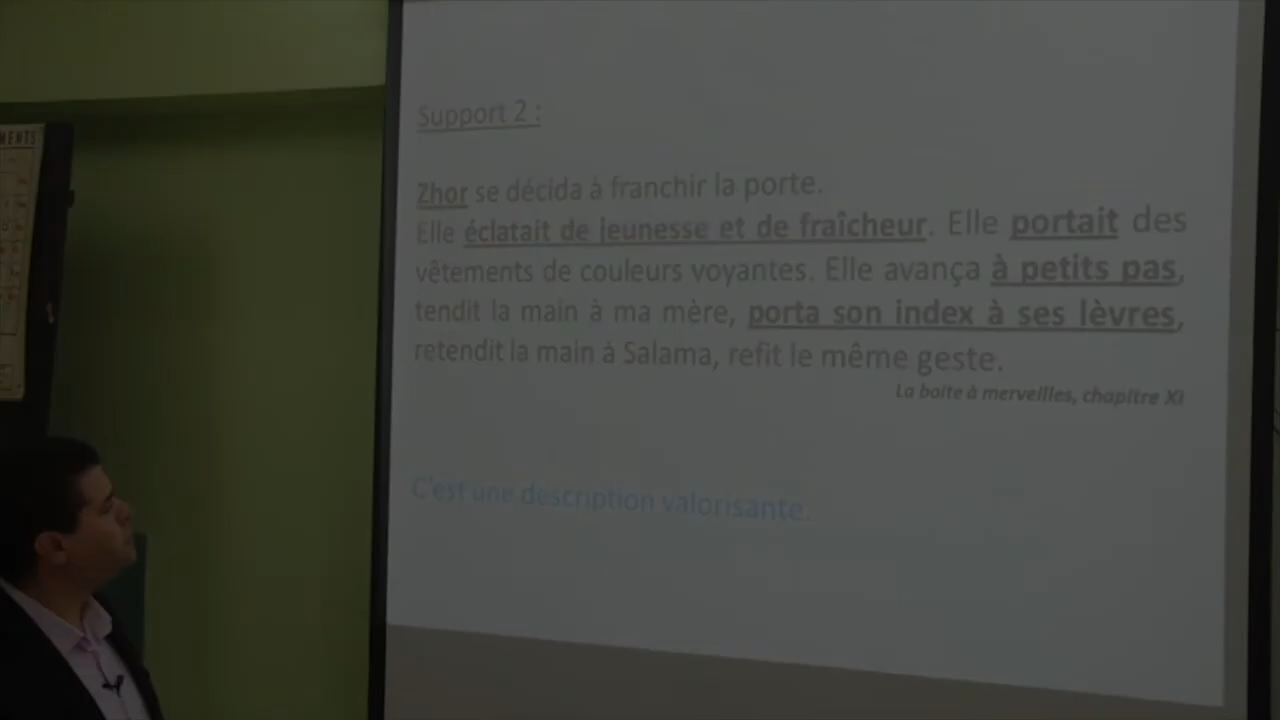 MENTS
Support 2 :
Zhor se décida à franchir la porte.
Elle éclatait de jeunesse et de fraîcheur. Elle portait des
vêtements de couleurs voyantes. Elle avança à petits pas,
tendit la main à ma mère, porta son index à ses lèvres,
retendit la main à Salama, refit le même geste.
La boite à merveilles, chapitre XI
C'est une description valorisante.